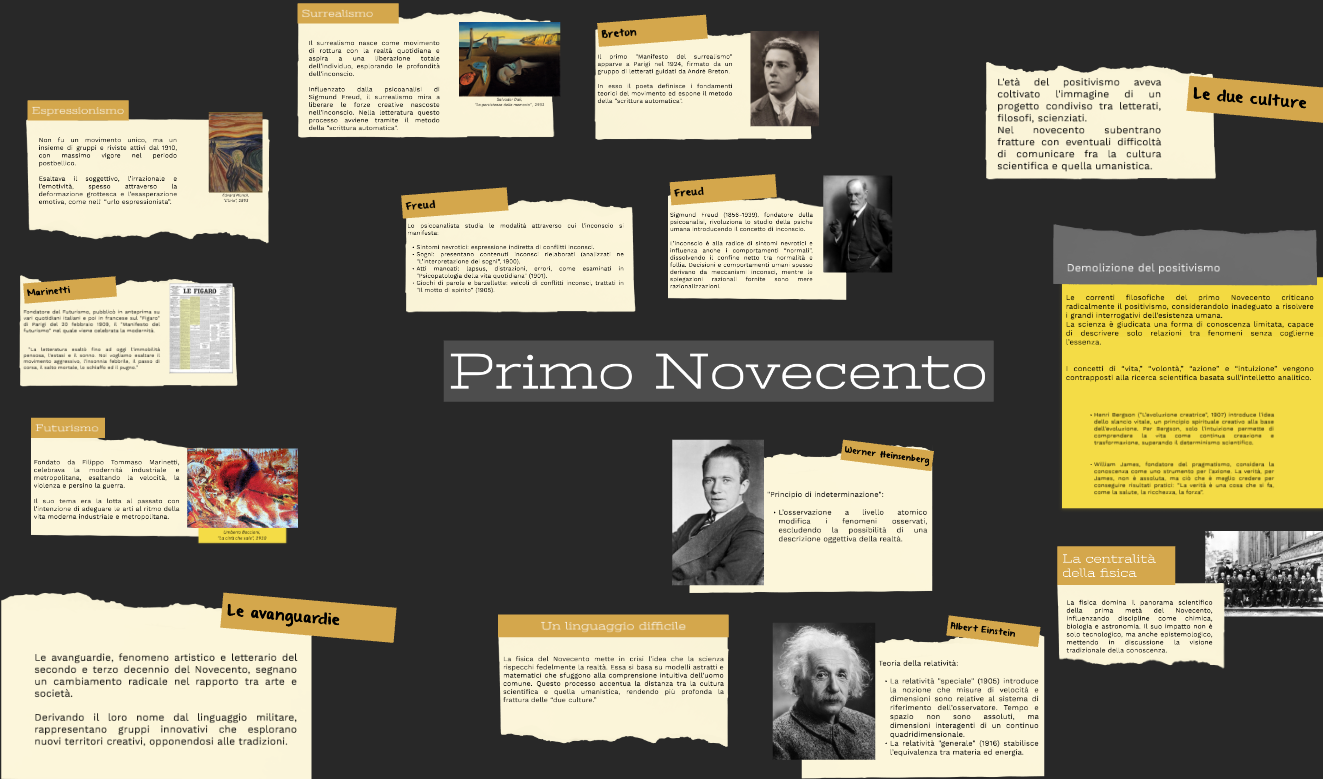 Surrealismo
Il surrealismo nasce come movimento
di rottura con la realtà quotidiana e
aspira a una liberazione totale
dell'individuo, esplorando le profondità
dell'inconscio.
Influenzato dalla psicoanalisi di
Sigmund Freud, il surrealismo mira a
liberare le forze creative nascoste
nell'inconscio. Nella letteratura questo
processo avviene tramite il metodo
della "scrittura automatica".
Salvador Dalì,
"La persistenza della memoria", 1931
Breton
Il primo "Manifesto del surrealismo"
apparve a Parigi nel 1924, firmato da un
gruppo di letterati guidati da André Breton.
In esso il poeta definisce i fondamenti
teorici del movimento ed espone il metodo
della "scrittura automatica".
Le due culture
L'età del positivismo aveva
coltivato l'immagine di un
progetto condiviso tra letterati,
filosofi, scienziati.
Nel novecento subentrano
fratture con eventuali difficoltà
di comunicare fra la cultura
scientifica e quella umanistica.
Espressionismo
Non fu un movimento unico, ma un
insieme di gruppi e riviste attivi dal 1910,
con massimo vigore nel periodo
postbellico.
Esaltava il soggettivo, l'irrazionale e
l'emotività, spesso attraverso la
deformazione grottesca e l'esasperazione
emotiva, come nell' "urlo espressionista".
Edvard Munch,
"L'urlo", 1893
Freud
Lo psicoanalista studia le modalità attraverso cui l'inconscio si
manifesta:
• Sintomi nevrotici: espressione indiretta di conflitti inconsci.
• Sogni: presentano contenuti inconsci rielaborati (analizzati ne
"L'interpretazione dei sogni", 1900).
• Atti mancati: lapsus, distrazioni, errori, come esaminati in
"Psicopatologia della vita quotidiana" (1901).
• Giochi di parole e barzellette: veicoli di conflitti inconsci, trattati in
"Il motto di spirito" (1905).
Freud
Sigmund Freud (1856-1939), fondatore della
psicoanalisi, rivoluziona lo studio della psiche
umana introducendo il concetto di inconscio.
L'inconscio è alla radice di sintomi nevrotici e
influenza anche i comportamenti "normali",
dissolvendo il confine netto tra normalità e
follia. Decisioni e comportamenti umani spesso
derivano da meccanismi inconsci, mentre le
spiegazioni razionali fornite sono mere
razionalizzazioni.
Demolizione del positivismo
Le correnti filosofiche del primo Novecento criticano
radicalmente il positivismo, considerandolo inadeguato a risolvere
i grandi interrogativi dell'esistenza umana.
La scienza è giudicata una forma di conoscenza limitata, capace
di descrivere solo relazioni tra fenomeni senza coglierne
l'essenza.
I concetti di "vita," "volontà," "azione" e "intuizione" vengono
contrapposti alla ricerca scientifica basata sull'intelletto analitico.
• Henri Bergson ("L'evoluzione creatrice", 1907) introduce l'idea
dello slancio vitale, un principio spirituale creativo alla base
dell'evoluzione. Per Bergson, solo l'intuizione permette di
comprendere la vita come continua creazione e
trasformazione, superando il determinismo scientifico.
• William James, fondatore del pragmatismo, considera la
conoscenza come uno strumento per l'azione. La verità, per
James, non è assoluta, ma ciò che è meglio credere per
conseguire risultati pratici: "La verità è una cosa che si fa,
come la salute, la ricchezza, la forza".
Marinetti
Fondatore del Futurismo, pubblicò in anteprima su
vari quotidiani italiani e poi in francese sul "Figaro"
di Parigi del 20 febbraio 1909, il "Manifesto del
futurismo" nel quale viene celebrata la modernità.
"La letteratura esaltò fino ad oggi l'immobilità
pensosa, l'estasi e il sonno. Noi vogliamo esaltare il
movimento aggressivo, l'insonnia febbrile, il passo di
corsa, il salto mortale, lo schiaffo ed il pugno."
LE FIGARO
Primo Novecento
Futurismo
Fondato da Filippo Tommaso Marinetti,
celebrava la modernità industriale e
metropolitana, esaltando la velocità, la
violenza e persino la guerra.
Il suo tema era la lotta al passato con
l'intenzione di adeguare le arti al ritmo della
vita moderna industriale e metropolitana.
Umberto Boccioni,
"La città che sale", 1910
Werner Heinsenberg
"Principio di indeterminazione":
• L'osservazione a livello atomico
modifica i fenomeni osservati,
escludendo la possibilità di una
descrizione oggettiva della realtà.
La centralità
della fisica
La fisica domina il panorama scientifico
della prima metà del Novecento,
influenzando discipline come chimica,
biologia e astronomia. Il suo impatto non è
solo tecnologico, ma anche epistemologico,
mettendo in discussione la visione
tradizionale della conoscenza.
Le avanguardie
Le avanguardie, fenomeno artistico e letterario del
secondo e terzo decennio del Novecento, segnano
un cambiamento radicale nel rapporto tra arte e
società.
Derivando il loro nome dal linguaggio militare,
rappresentano gruppi innovativi che esplorano
nuovi territori creativi, opponendosi alle tradizioni.
Un linguaggio difficile
La fisica del Novecento mette in crisi l'idea che la scienza
rispecchi fedelmente la realtà. Essa si basa su modelli astratti e
matematici che sfuggono alla comprensione intuitiva dell'uomo
comune. Questo processo accentua la distanza tra la cultura
scientifica e quella umanistica, rendendo più profonda la
frattura delle "due culture."
Albert Einstein
Teoria della relatività:
• La relatività "speciale" (1905) introduce
la nozione che misure di velocità e
dimensioni sono relative al sistema di
riferimento dell'osservatore. Tempo e
spazio non sono assoluti, ma
dimensioni interagenti di un continuo
quadridimensionale.
• La relatività "generale" (1916) stabilisce
l'equivalenza tra materia ed energia.